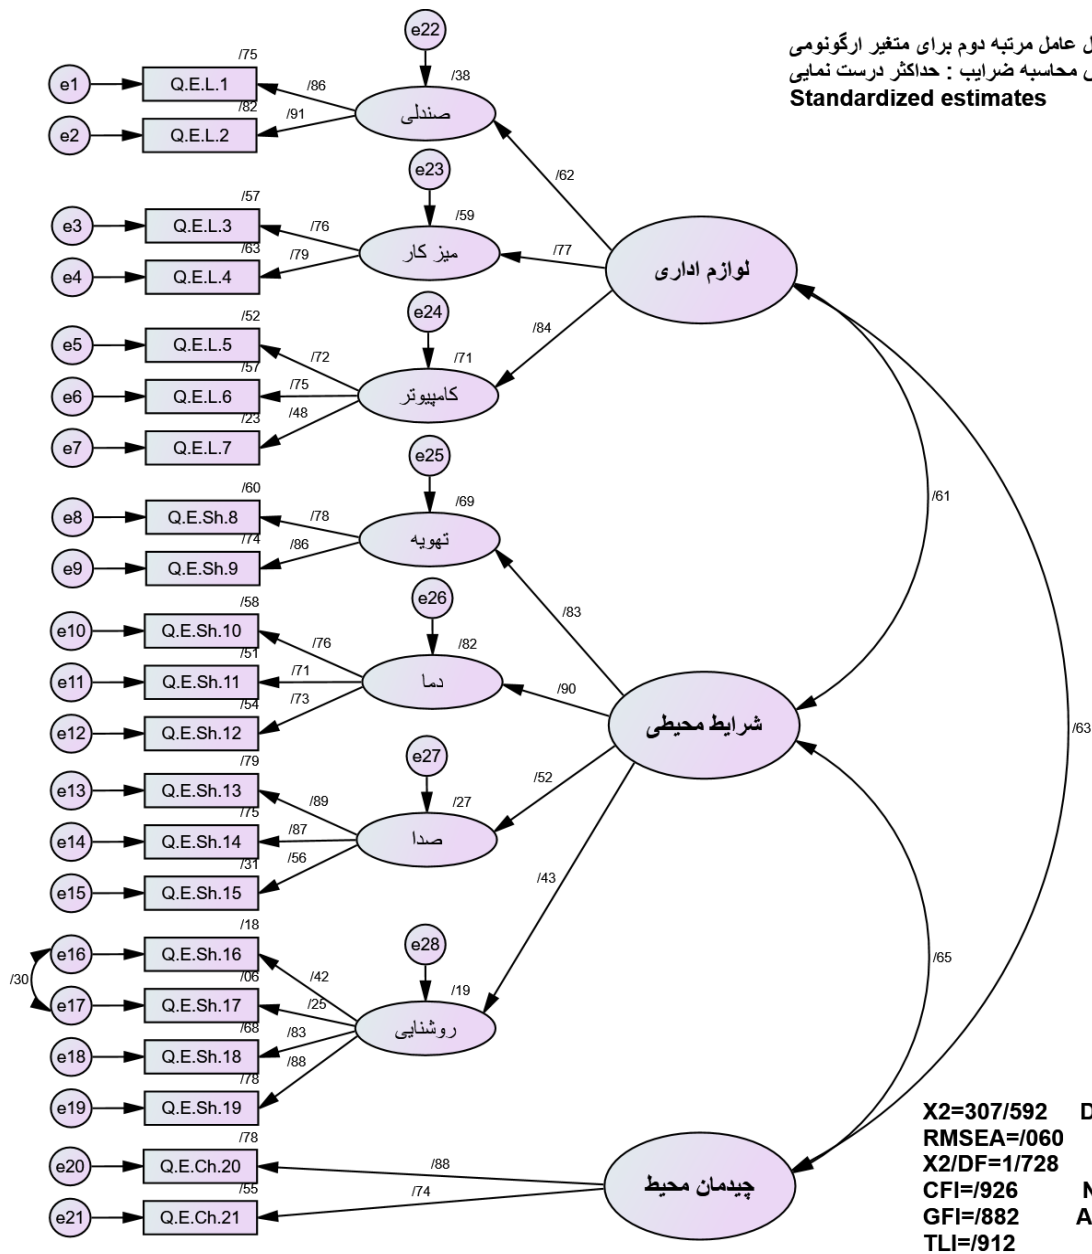 عامل مرتبه دوم برای متغیر ارگونومی
محاسبه ضرایب : حداکثر درست نمایی
Standardized estimates
e22
/38
صندلی
e1
/75
Q.E.L.1
/86
e2
/82
Q.E.L.2
/91
/62
e23
/59
میز کار
e3
/57
Q.E.L.3
/76
e4
/63
Q.E.L.4
/79
/77
لوازم اداری
e24
/71
کامپیوتر
e5
/52
Q.E.L.5
/72
e6
/57
Q.E.L.6
/75
e7
/23
Q.E.L.7
/48
/84
e25
/69
تهویه
e8
/60
Q.E.Sh.8
/78
e9
/74
Q.E.Sh.9
/86
/61
/83
e26
/82
دما
e10
/58
Q.E.Sh.10
/76
e11
/51
Q.E.Sh.11
/71
e12
/54
Q.E.Sh.12
/73
/90
شرایط محیطی
/63
e27
/27
صدا
e13
/79
Q.E.Sh.13
/89
e14
/75
Q.E.Sh.14
/87
e15
/31
Q.E.Sh.15
/56
/52
/43
e28
/19
روشنایی
/30
e16
/18
Q.E.Sh.16
/42
e17
/06
Q.E.Sh.17
/25
e18
/68
Q.E.Sh.18
/83
e19
/78
Q.E.Sh.19
/88
/65
e20
/78
Q.E.Ch.20
/88
e21
/55
Q.E.Ch.21
/74
چیدمان محیط
X2=307/592
RMSEA=/060
X2/DF=1/728
CFI=/926
GFI=/882
TLI=/912